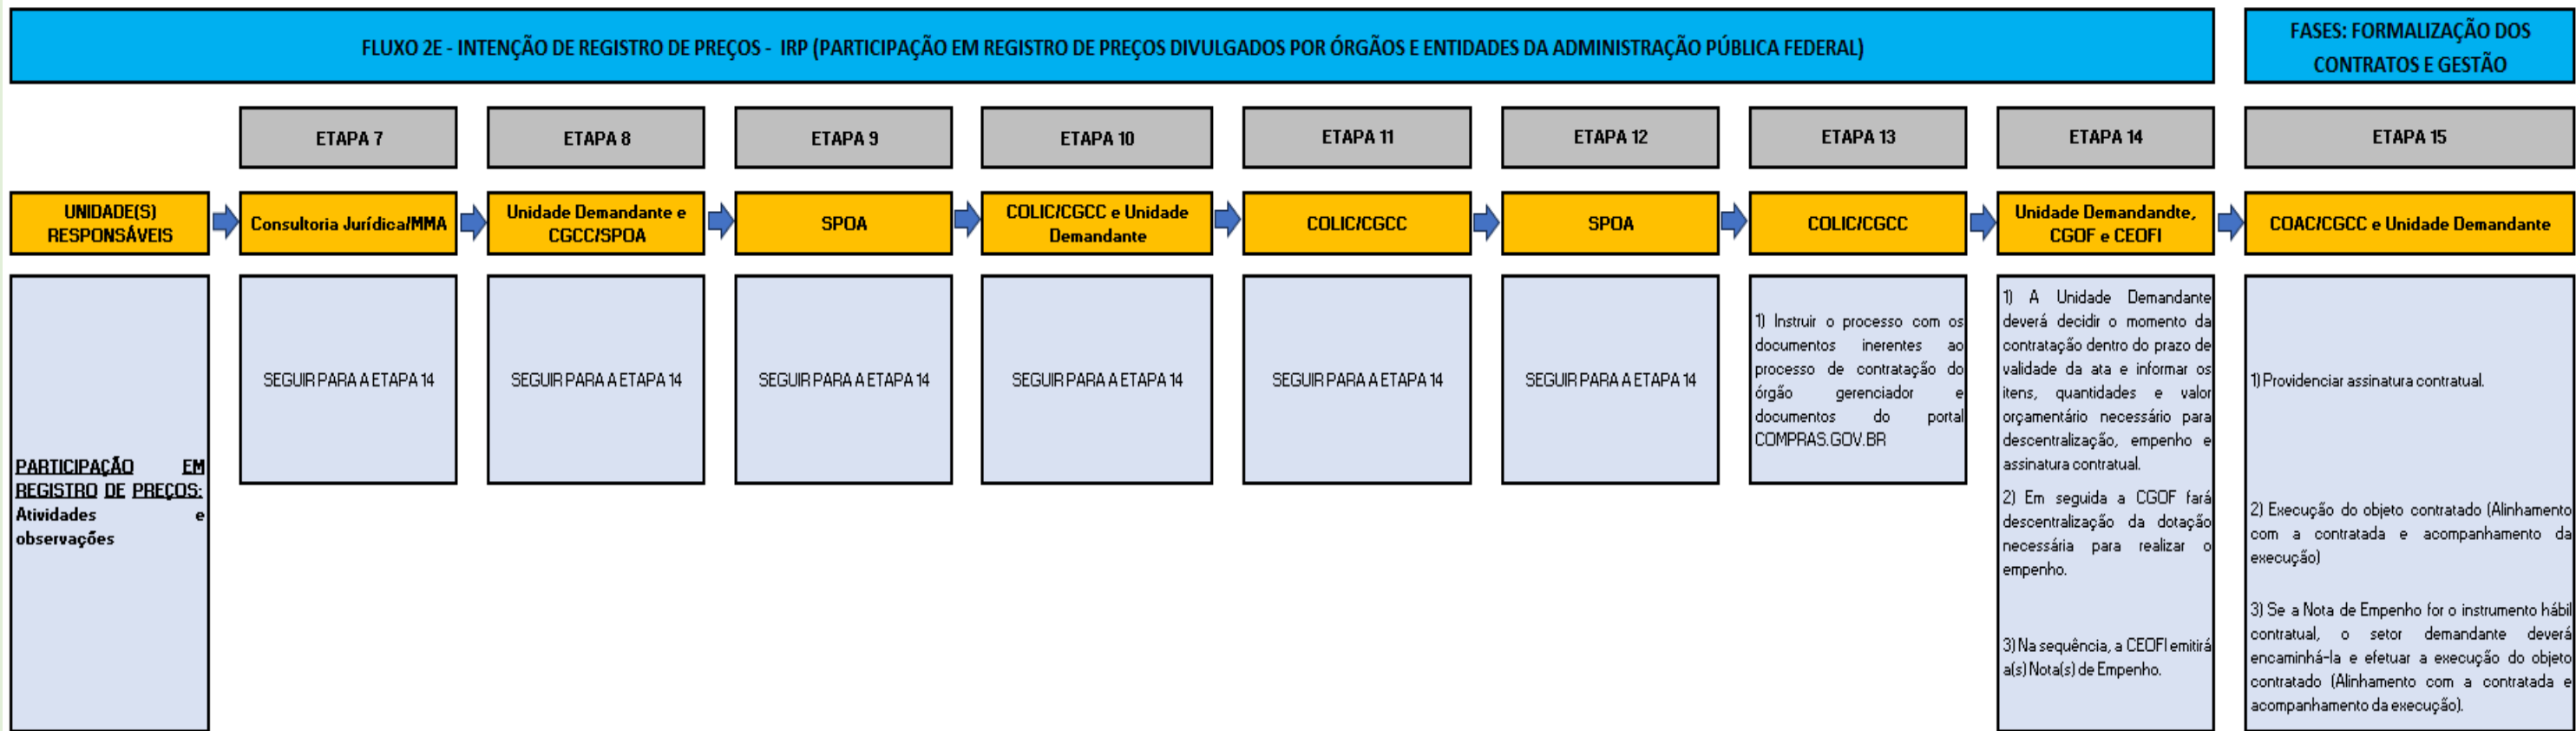 FLUXO 2E - INTENÇÃO DE REGISTRO DE PREÇOS - IRP (PARTICIPAÇÃO EM REGISTRO DE PREÇOS DIVULGADOS POR ÓRGÃOS E ENTIDADES DA ADMINISTRAÇÃO PÚBLICA FEDERAL)
FASES: FORMALIZAÇÃO DOS
CONTRATOS E GESTÃO
ETAPA 7
ETAPA 8
ETAPA 9
ETAPA 10
ETAPA 11
ETAPA 12
ETAPA 13
ETAPA 14
ETAPA 15
UNIDADE(S)
RESPONSÁVEIS
Consultoria Jurídica/MMA
Unidade Demandante e
CGCC/SPOA
SPOA
COLIC/CGCC e Unidade
Demandante
COLIC/CGCC
SPOA
COLIC/CGCC
Unidade Demandandte,
CGOF e CEOFI
COAC/CGCC e Unidade Demandante
PARTICIPAÇÃO EM
REGISTRO DE PREÇOS:
Atividades e
observações
SEGUIR PARA A ETAPA 14
SEGUIR PARA A ETAPA 14
SEGUIR PARA A ETAPA 14
SEGUIR PARA A ETAPA 14
SEGUIR PARA A ETAPA 14
SEGUIR PARA A ETAPA 14
1) Instruir o processo com os
documentos inerentes ao
processo de contratação do
órgão gerenciador e
documentos do portal
COMPRAS.GOV.BR
1) A Unidade Demandante
deverá decidir o momento da
contratação dentro do prazo de
validade da ata e informar os
itens, quantidades e valor
orçamentário necessário para
descentralização, empenho e
assinatura contratual.
2) Em seguida a CGOF fará
descentralização da dotação
necessária para realizar o
empenho.
3) Na sequência, a CEOFI emitirá
a(s) Nota(s) de Empenho.
1) Providenciar assinatura contratual.
2) Execução do objeto contratado (Alinhamento
com a contratada e acompanhamento da
execução)
3) Se a Nota de Empenho for o instrumento hábil
contratual, o setor demandante deverá
encaminhá-la e efetuar a execução do objeto
contratado (Alinhamento com a contratada e
acompanhamento da execução).